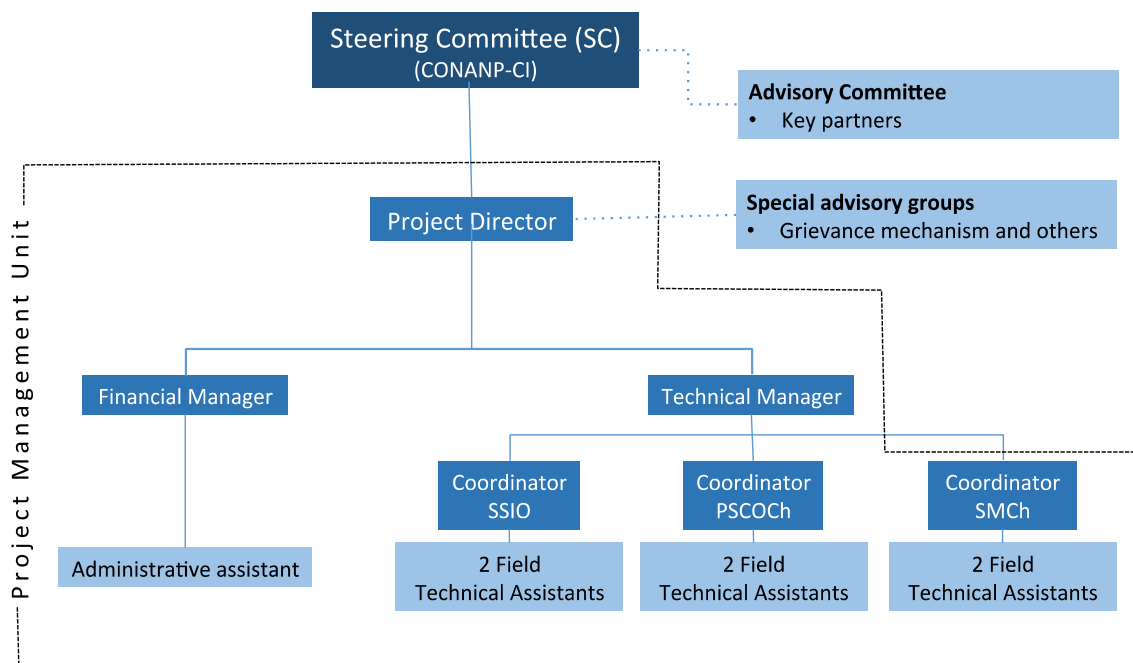 Steering Committee (SC)
(CONANP-CI)
Advisory Committee
• Key partners
Project Director
Special advisory groups
• Grievance mechanism and others
Project Management Unit
Financial Manager
Technical Manager
Coordinator
SSIO
Coordinator
PSCOCh
Coordinator
SMCh
Administrative assistant
2 Field
Technical Assistants
2 Field
Technical Assistants
2 Field
Technical Assistants